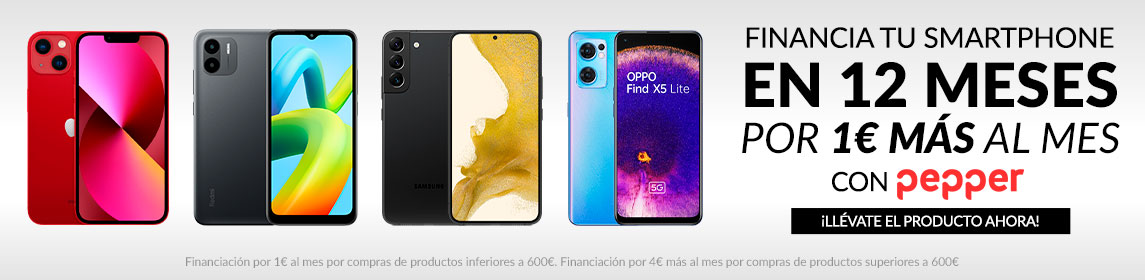 FINANCIA TU SMARTPHONE
EN 12 MESES
POR 1€ MÁS AL MES
CON pepper
¡LLÉVATE EL PRODUCTO AHORA!
Redmi
SAMSUNG
OPPO
Find X5 Lite
5G
Financiación por 1€ al mes por compras de productos inferiores a 600€. Financiación por 4€ más al mes por compras de productos superiores a 600€